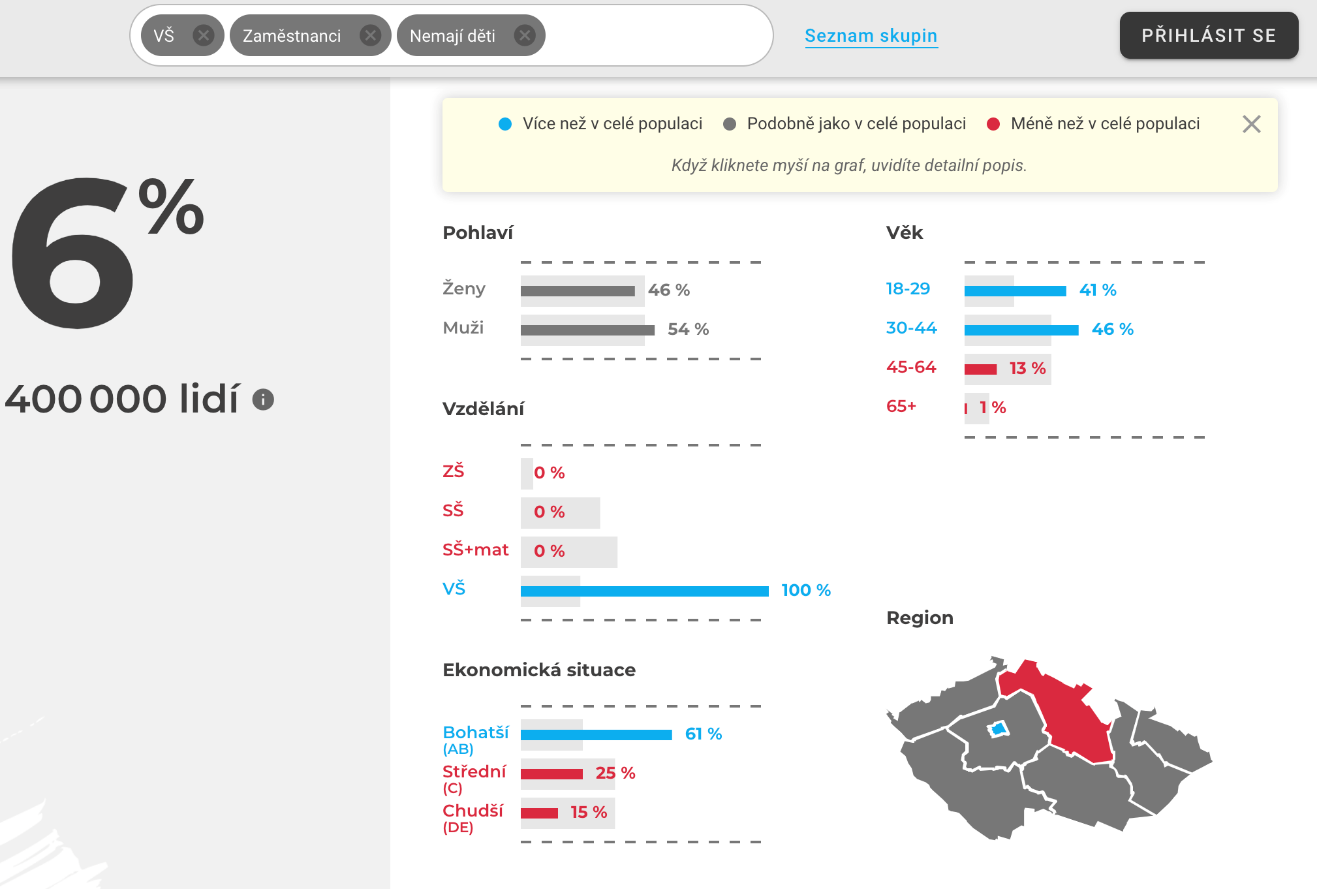 VŠ Zaměstnanci Nemají děti
Seznam skupin
PŘIHLÁSIT SE
Více než v celé populaci Podobně jako v celé populaci Méně než v celé populaci
Když kliknete myší na graf, uvidíte detailní popis.
6%
400 000 lidí
Pohlaví
Ženy 46 %
Muži 54 %
Věk
18-29 41 %
30-44 46 %
45-64 13 %
65+ 1 %
Vzdělání
ZŠ 0 %
SŠ 0 %
SŠ+mat 0 %
VŠ 100 %
Ekonomická situace
Bohatší 61 %
(AB)
Střední 25 %
(C)
Chudší 15 %
(DE)
Region